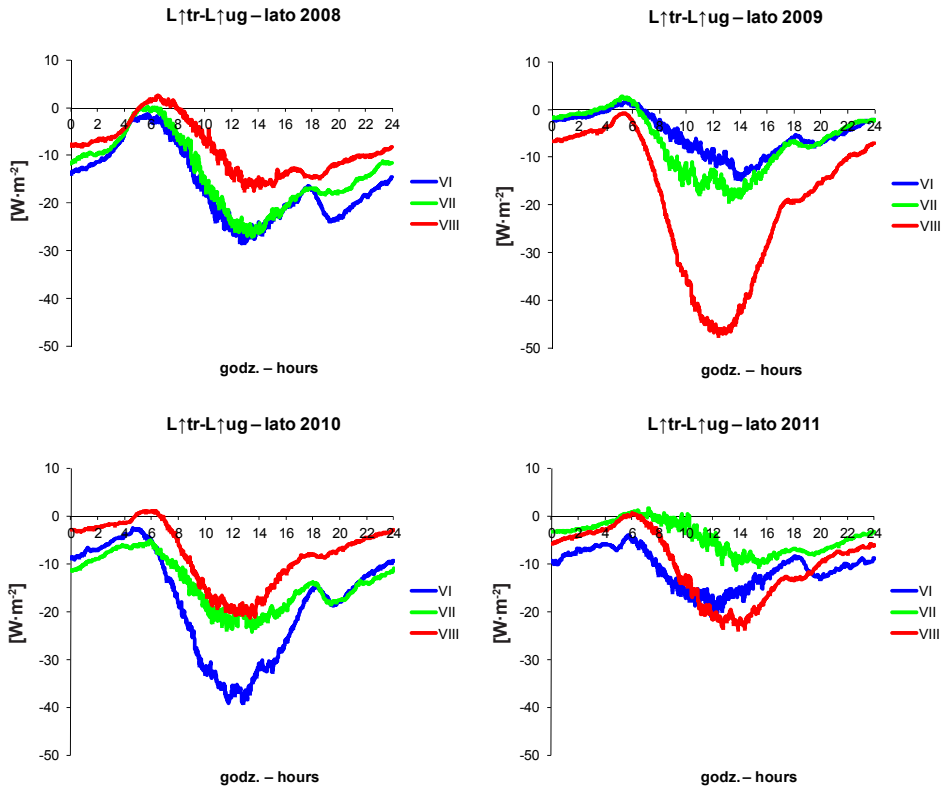 L↑tr-L↑ug – lato 2008
10
0
-10
-20
-30
-40
-50
0 2 4 6 8 10 12 14 16 18 20 22 24
[W·m-2]
godz. – hours
VI
VII
VIII
L↑tr-L↑ug – lato 2009
10
0
-10
-20
-30
-40
-50
0 2 4 6 8 10 12 14 16 18 20 22 24
[W·m-2]
godz. – hours
VI
VII
VIII
L↑tr-L↑ug – lato 2010
10
0
-10
-20
-30
-40
-50
0 2 4 6 8 10 12 14 16 18 20 22 24
[W·m-2]
godz. – hours
VI
VII
VIII
L↑tr-L↑ug – lato 2011
10
0
-10
-20
-30
-40
-50
0 2 4 6 8 10 12 14 16 18 20 22 24
[W·m-2]
godz. – hours
VI
VII
VIII